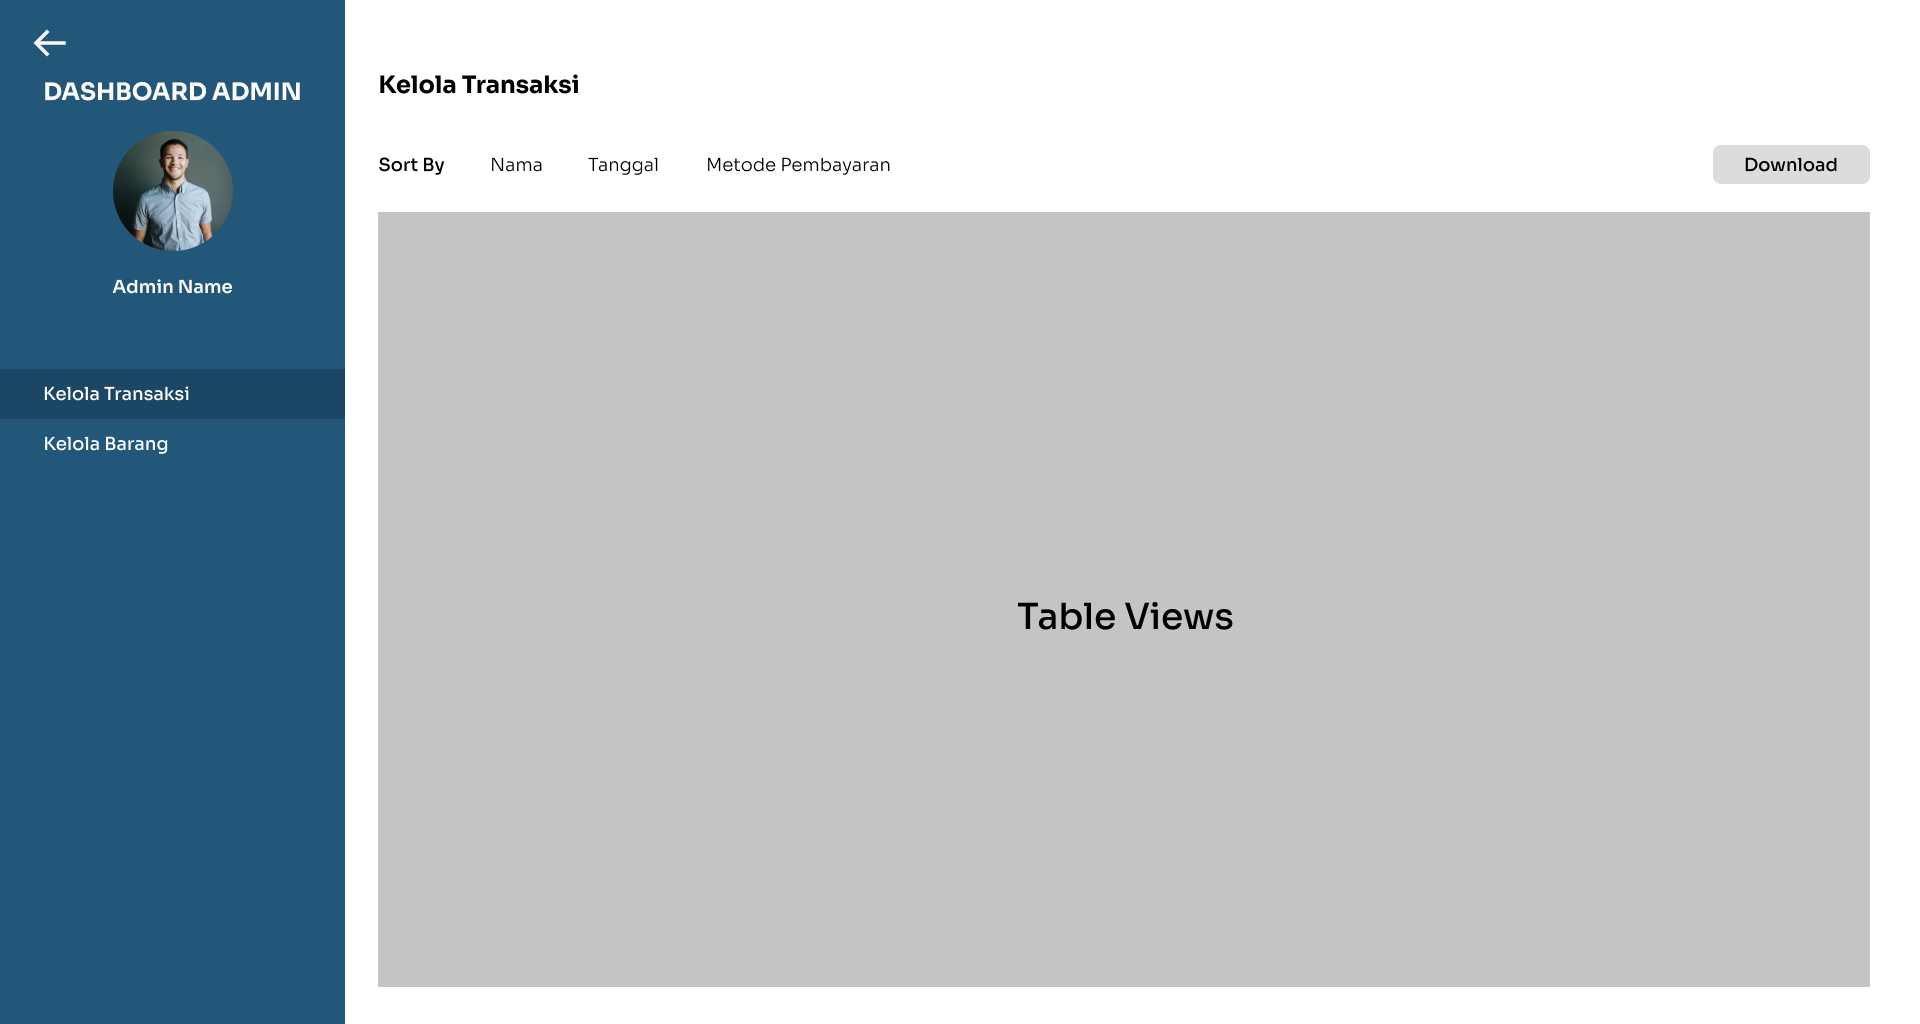 DASHBOARD ADMIN
Admin Name
Kelola Transaksi
Kelola Barang
Kelola Transaksi
Sort By Nama Tanggal Metode Pembayaran Download
Table Views